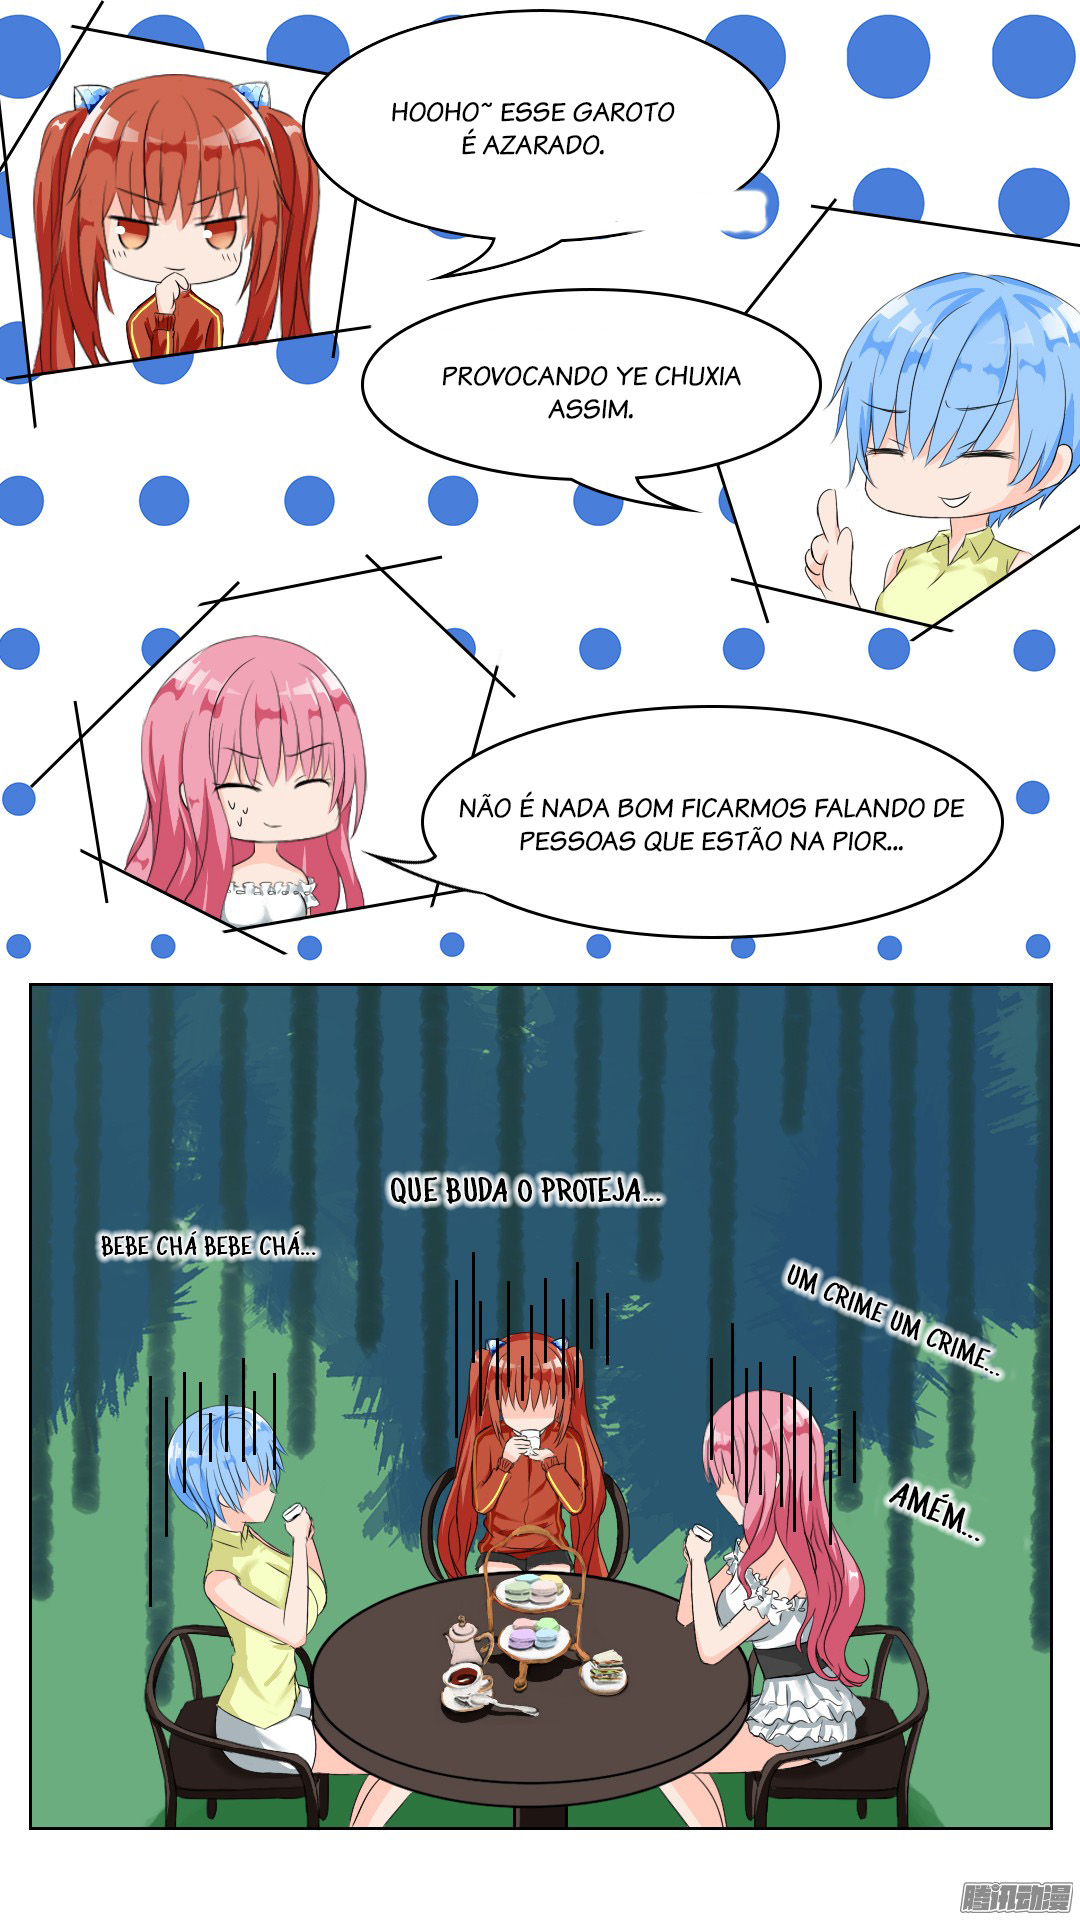 HOOHO~ ESSE GAROTO
É AZARADO.
PROVOCANDO YE CHUXIA
ASSIM.
NÃO É NADA BOM FICARMOS FALANDO DE
PESSOAS QUE ESTÃO NA PIOR...
QUE BUDA O PROTEJA...
BEBE CHÁ BEBE CHÁ...
UM CRIME UM CRIME...
AMÉM...
腾讯动漫